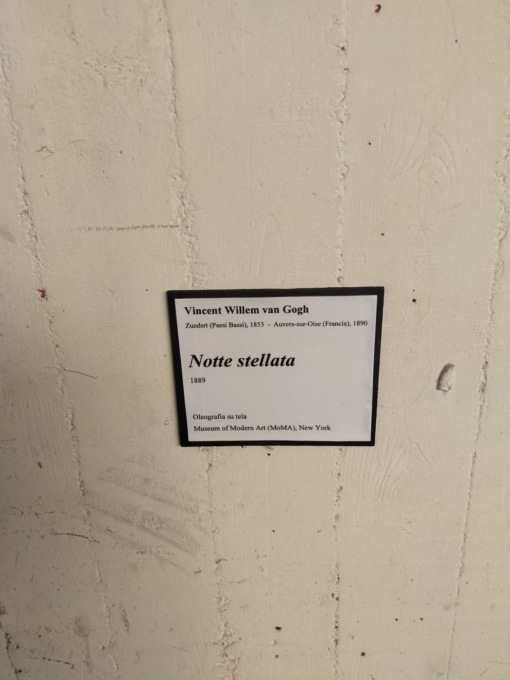 Vincent Willem van Gogh
Zundert (Paesi Bassi), 1853 - Auvers-sur-Oise (Francia), 1890
Notte stellata
1889
Oleografia su tela
Museum of Modern Art (MoMA), New York